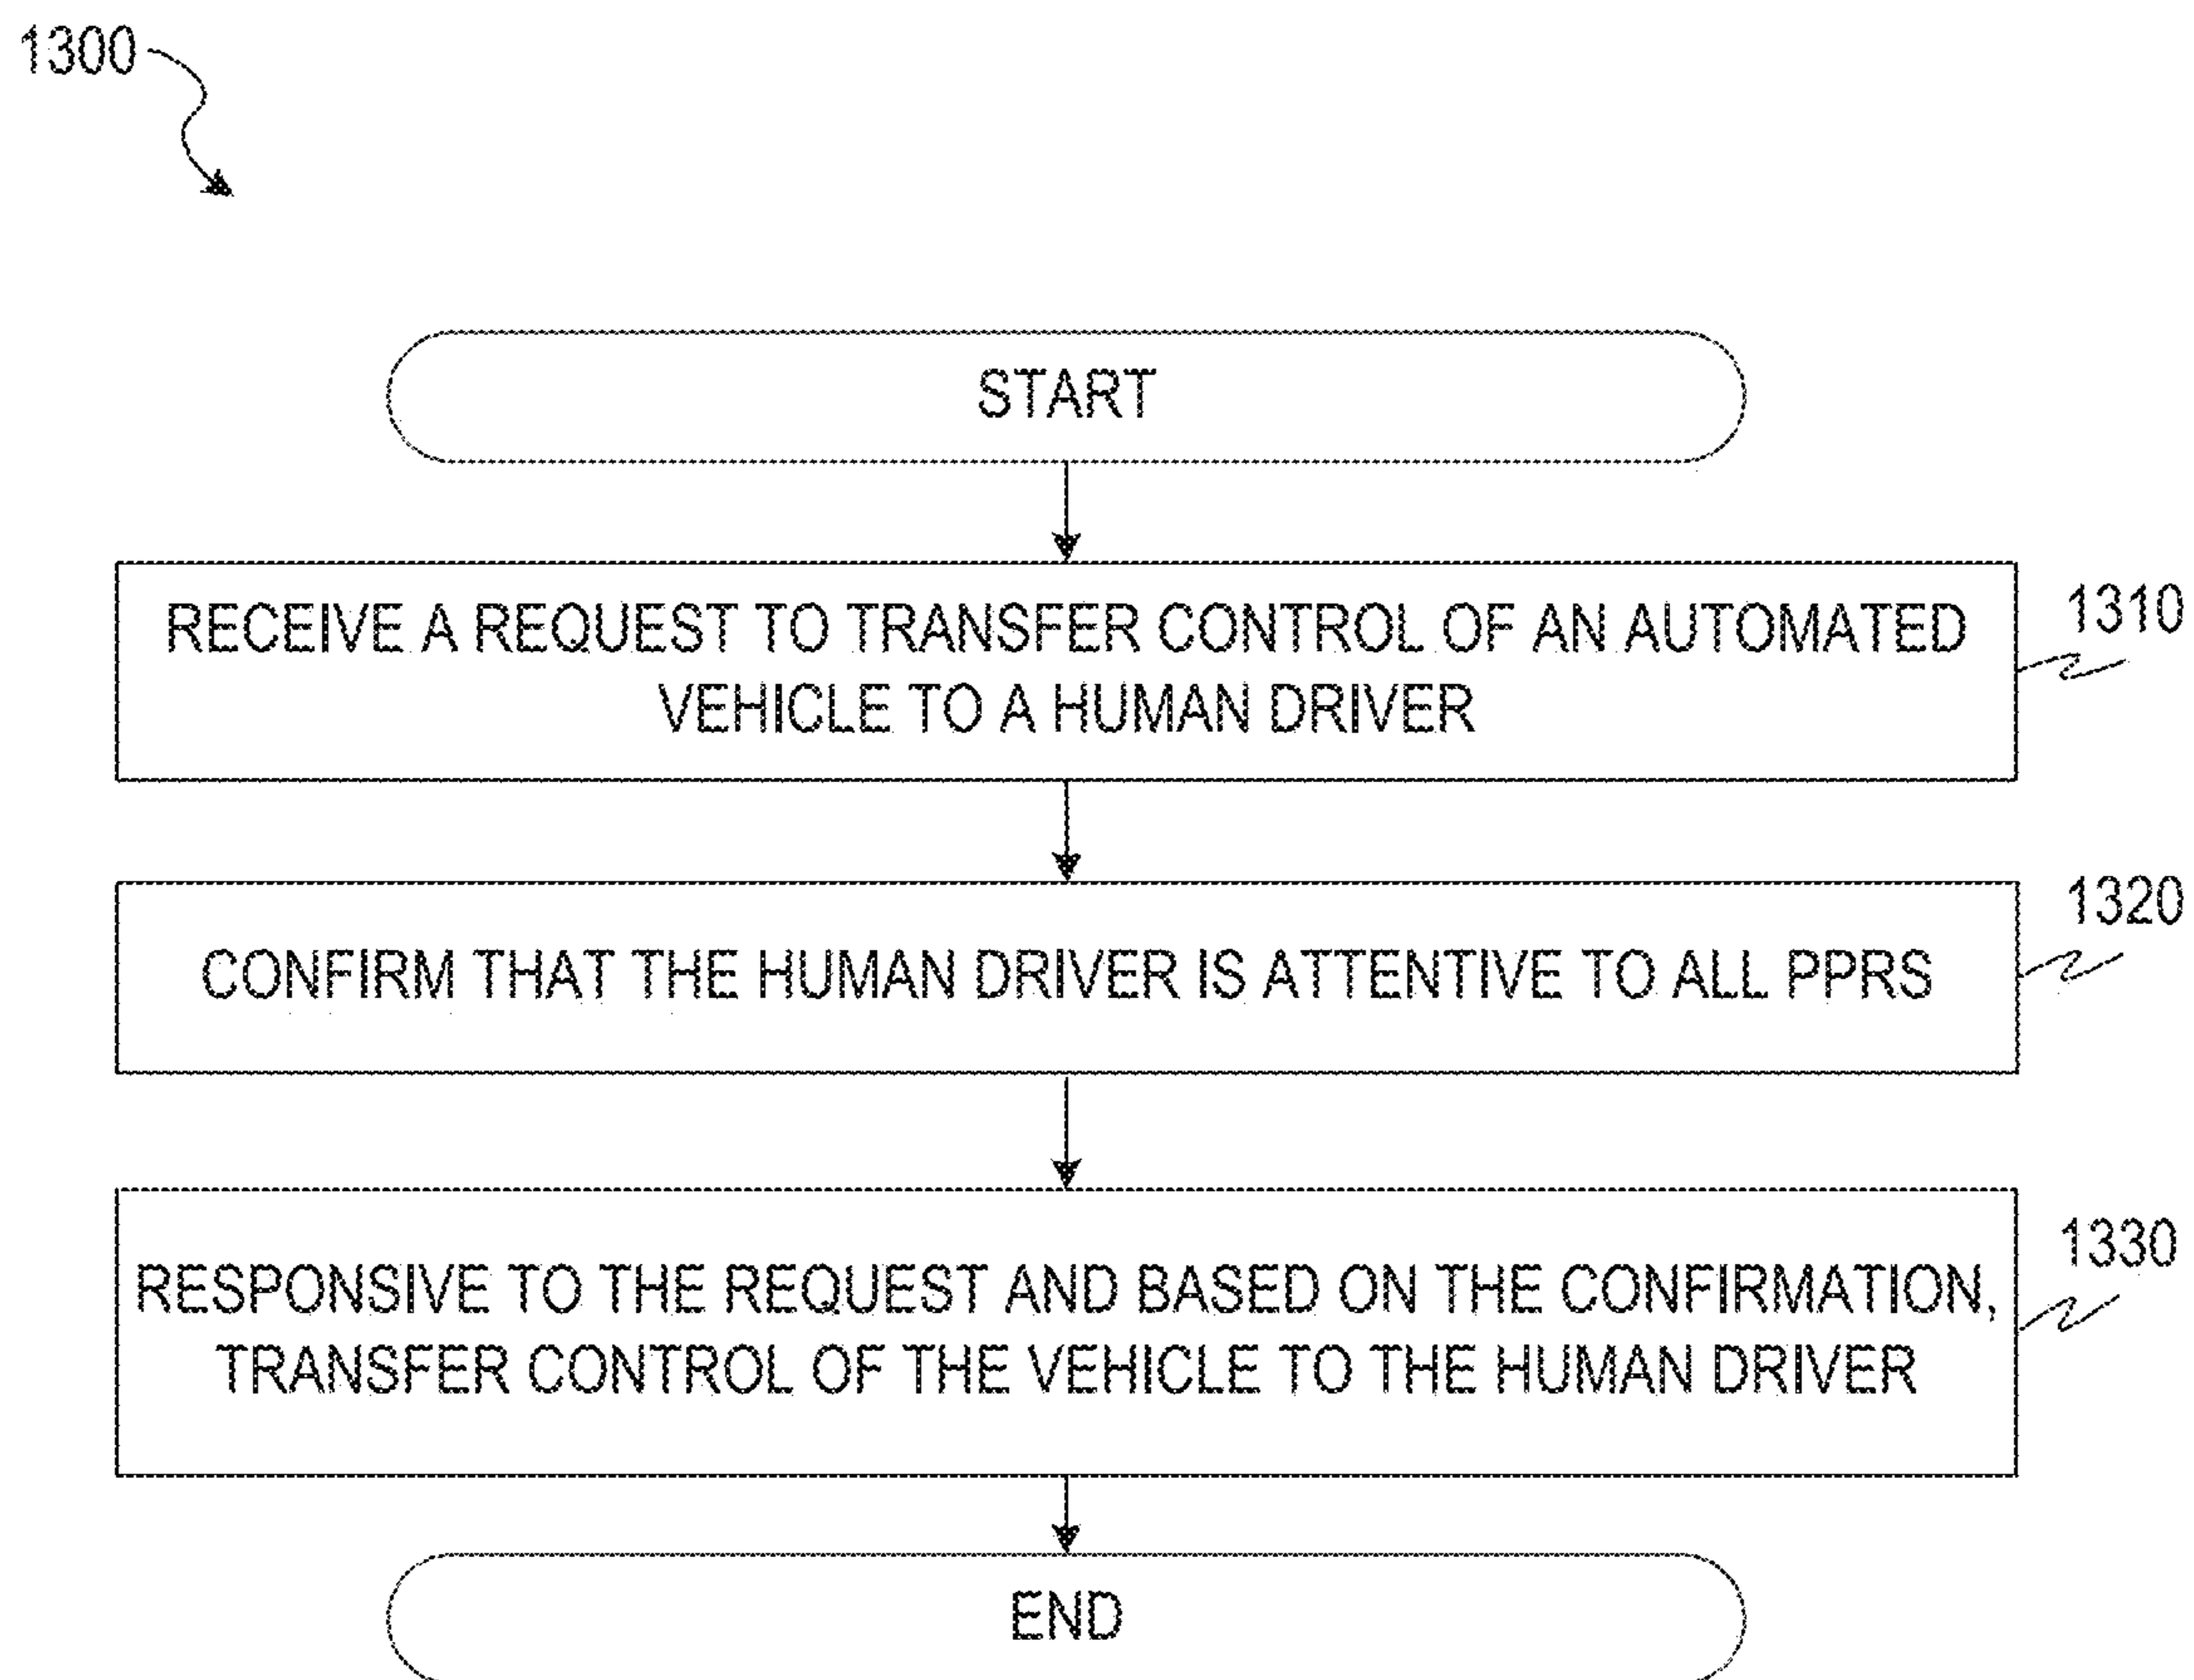 1300
START
RECEIVE A REQUEST TO TRANSFER CONTROL OF AN AUTOMATED
VEHICLE TO A HUMAN DRIVER
1310
CONFIRM THAT THE HUMAN DRIVER IS ATTENTIVE TO ALL PPRS
1320
RESPONSIVE TO THE REQUEST AND BASED ON THE CONFIRMATION,
TRANSFER CONTROL OF THE VEHICLE TO THE HUMAN DRIVER
1330
END